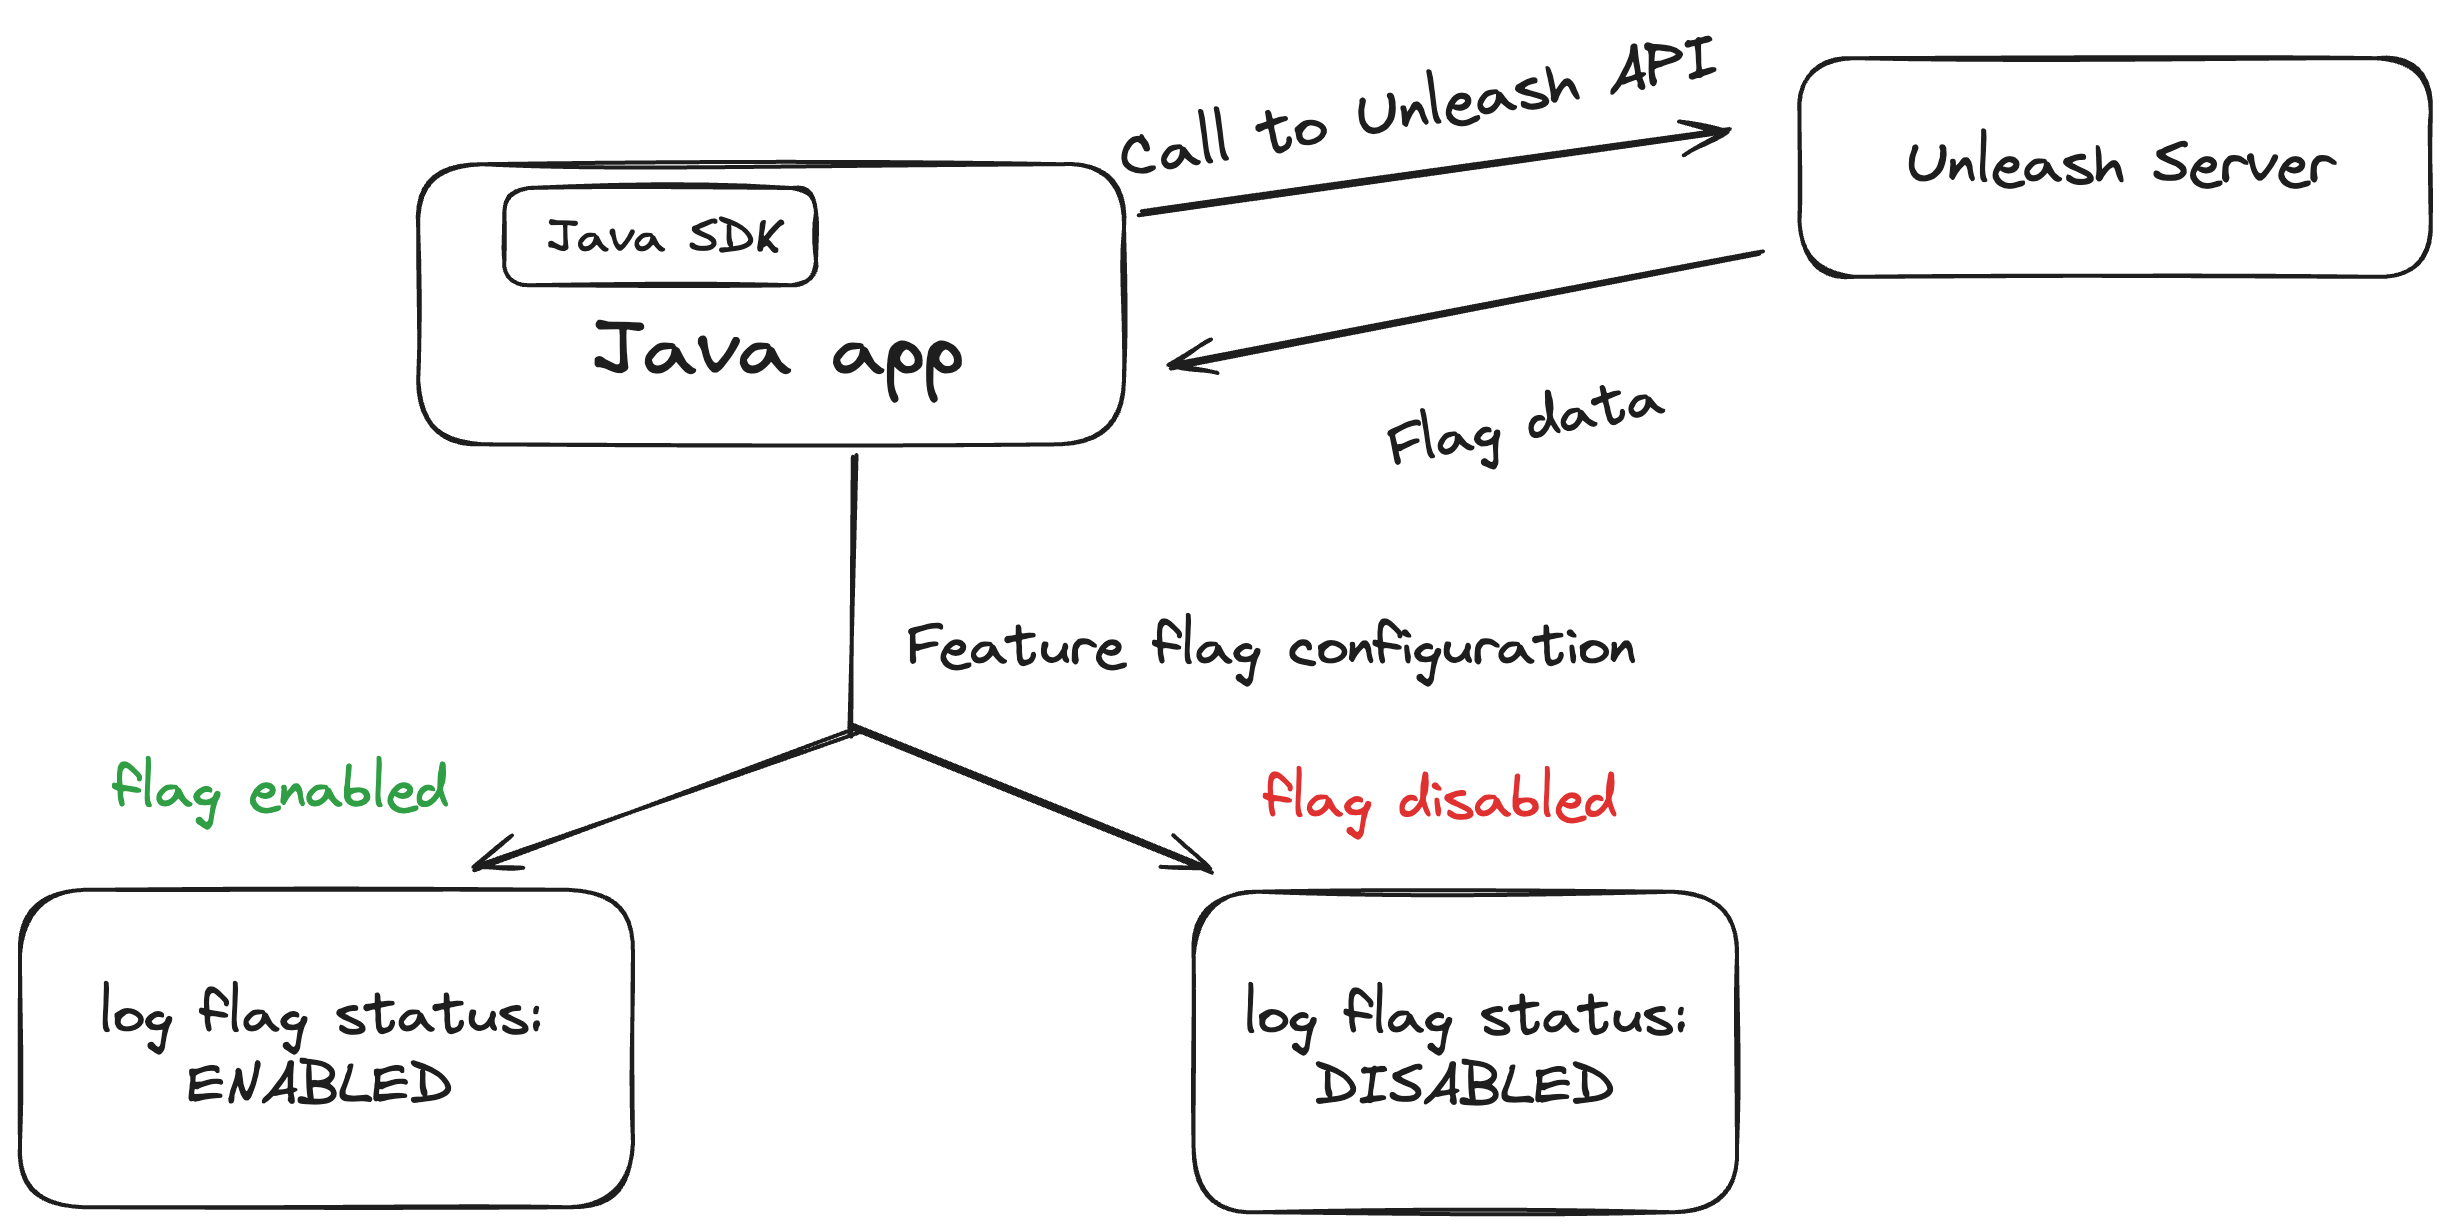 Call to Unleash API
Unleash Server
Java SDK
Java app
Flag data
Feature flag configuration
flag enabled
flag disabled
log flag status:
ENABLED
log flag status:
DISABLED